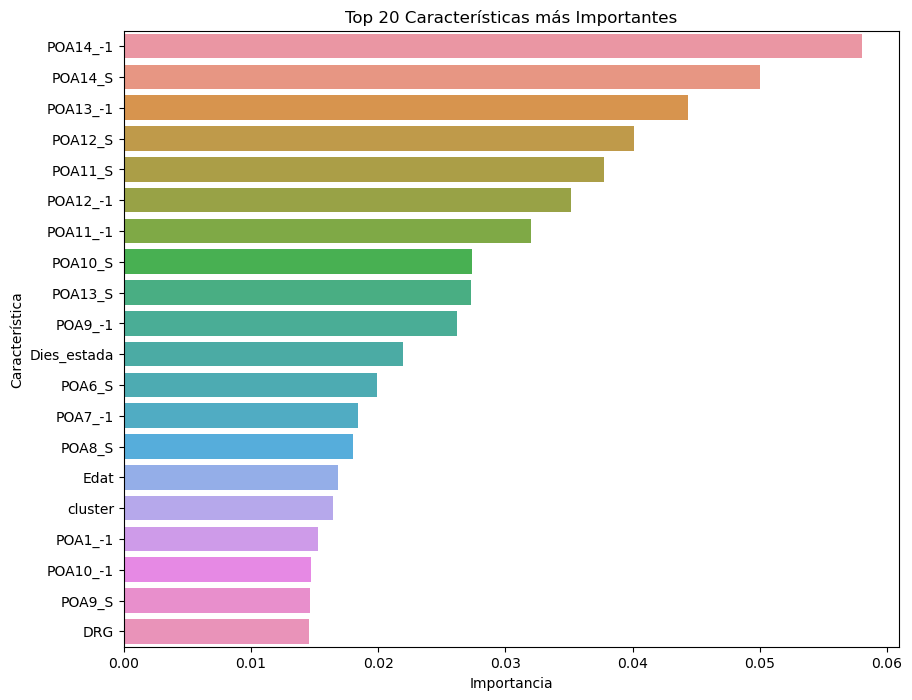 Top 20 Características más Importantes
Característica
POA14_-1
POA14_S
POA13_-1
POA12_S
POA11_S
POA12_-1
POA11_-1
POA10_S
POA13_S
POA9_-1
Dies_estada
POA6_S
POA7_-1
POA8_S
Edat
cluster
POA1_-1
POA10_-1
POA9_S
DRG
0.00 0.01 0.02 0.03 0.04 0.05 0.06
Importancia